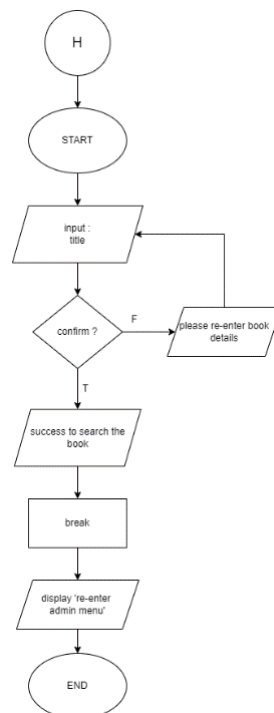 H
START
input :
title
confirm ?
F
please re-enter book
details
T
success to search the
book
break
display 're-enter
admin menu'
END